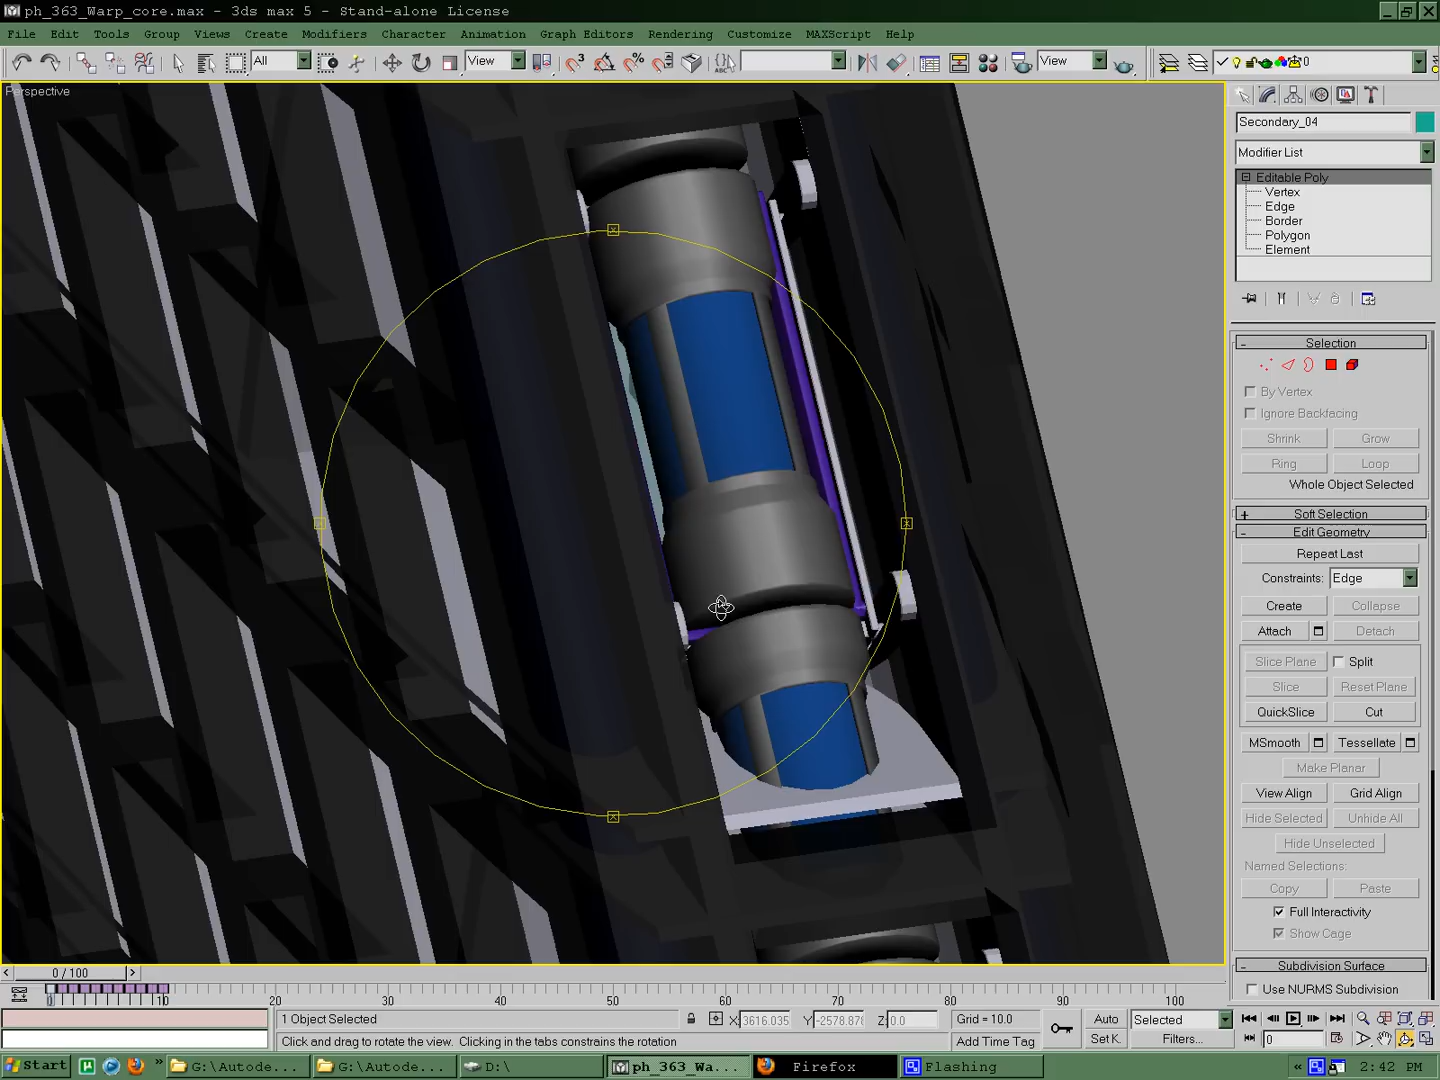 ph_363_Warp_core.max - 3ds max 5 - Stand-alone License
File Edit Tools Group Views Create Modifiers Character Animation Graph Editors Rendering Customize MAXScript Help
All View View 0
Perspective
Secondary_04
Modifier List
Editable Poly
Vertex
Edge
Border
Polygon
Element
- Selection
By Vertex
Ignore Backfacing
Shrink Grow
Ring Loop
Whole Object Selected
+ Soft Selection
- Edit Geometry
Repeat Last
Constraints: Edge
Create Collapse
Attach Detach
Slice Plane Split
Slice Reset Plane
QuickSlice Cut
MSmooth Tessellate
Make Planar
View Align Grid Align
Hide Selected Unhide All
Hide Unselected
Named Selections:
Copy Paste
Full Interactivity
Show Cage
- Subdivision Surface
Use NURMS Subdivision
< 0 / 100 >
0 10 20 30 40 50 60 70 80 90 100
1 Object Selected X: 3616.035 Y: -2578.87 Z: 0.0 Grid = 10.0 Auto Selected
Click and drag to rotate the view. Clicking in the tabs constrains the rotation Add Time Tag Set K. Filters... 0
Start » G:\Autode... G:\Autode... D:\ ph_363_Wa... Firefox Flashing « 2:42 PM